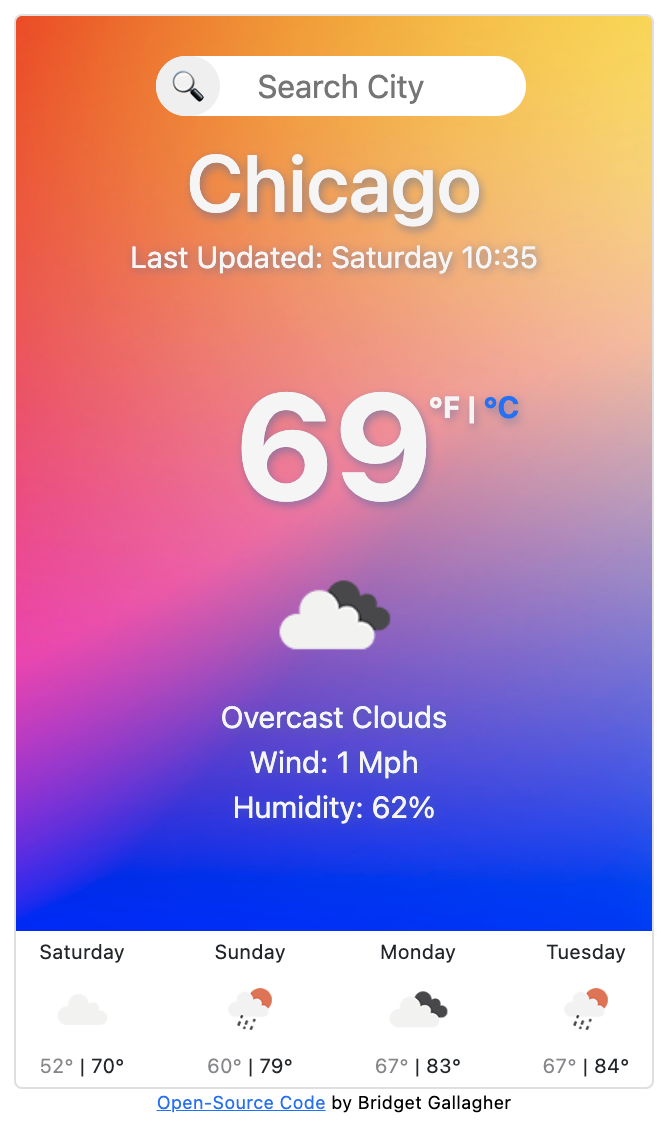 Search City
Chicago
Last Updated: Saturday 10:35
69 °F | °C
Overcast Clouds
Wind: 1 Mph
Humidity: 62%
Saturday Sunday Monday Tuesday
52° | 70° 60° | 79° 67° | 83° 67° | 84°
Open-Source Code by Bridget Gallagher